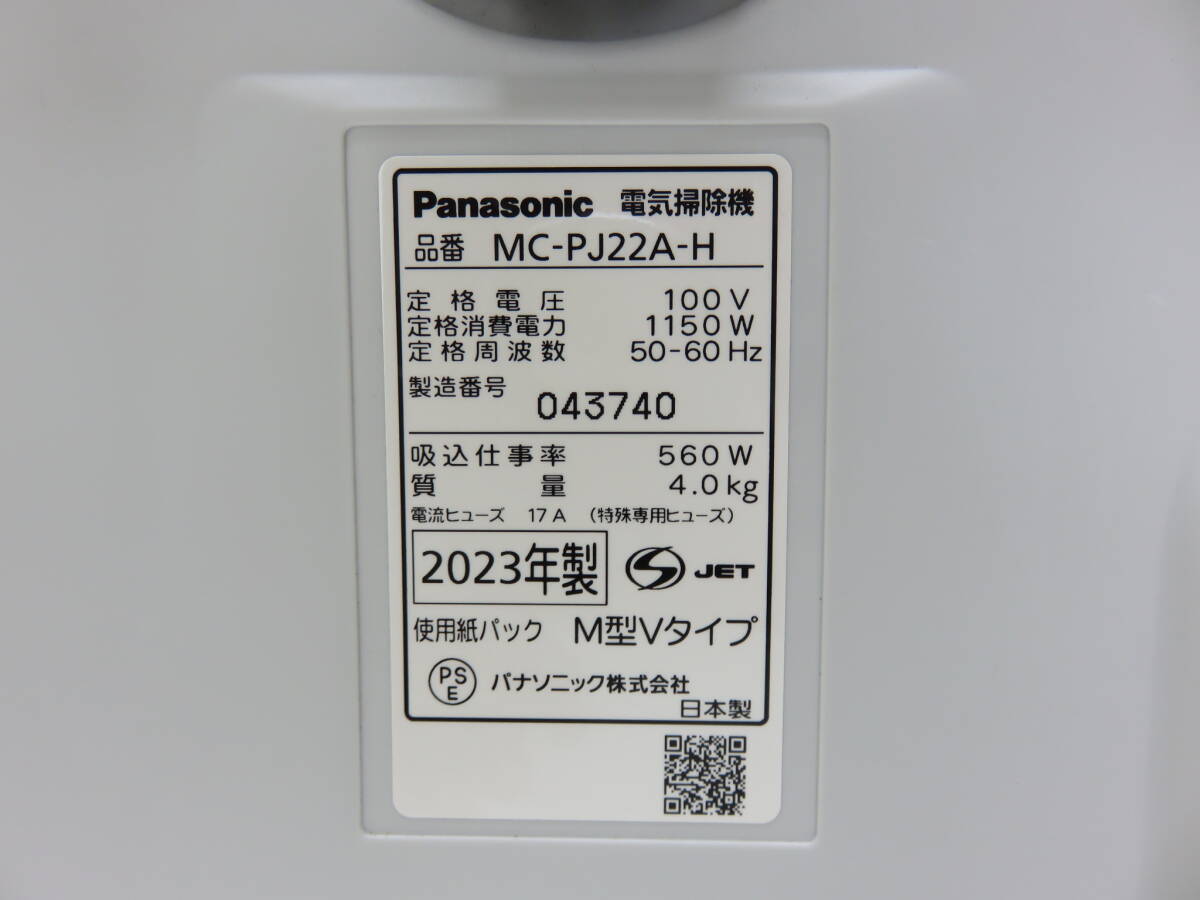 Panasonic 電気掃除機
品番 MC-PJ22A-H
定格電圧 100V
定格消費電力 1150W
定格周波数 50-60Hz
製造番号 043740
吸込仕事率 560W
質量 4.0kg
電流ヒューズ 17A (特殊専用ヒューズ)
2023年製 JET
使用紙パック M型Vタイプ
PSE パナソニック株式会社
日本製